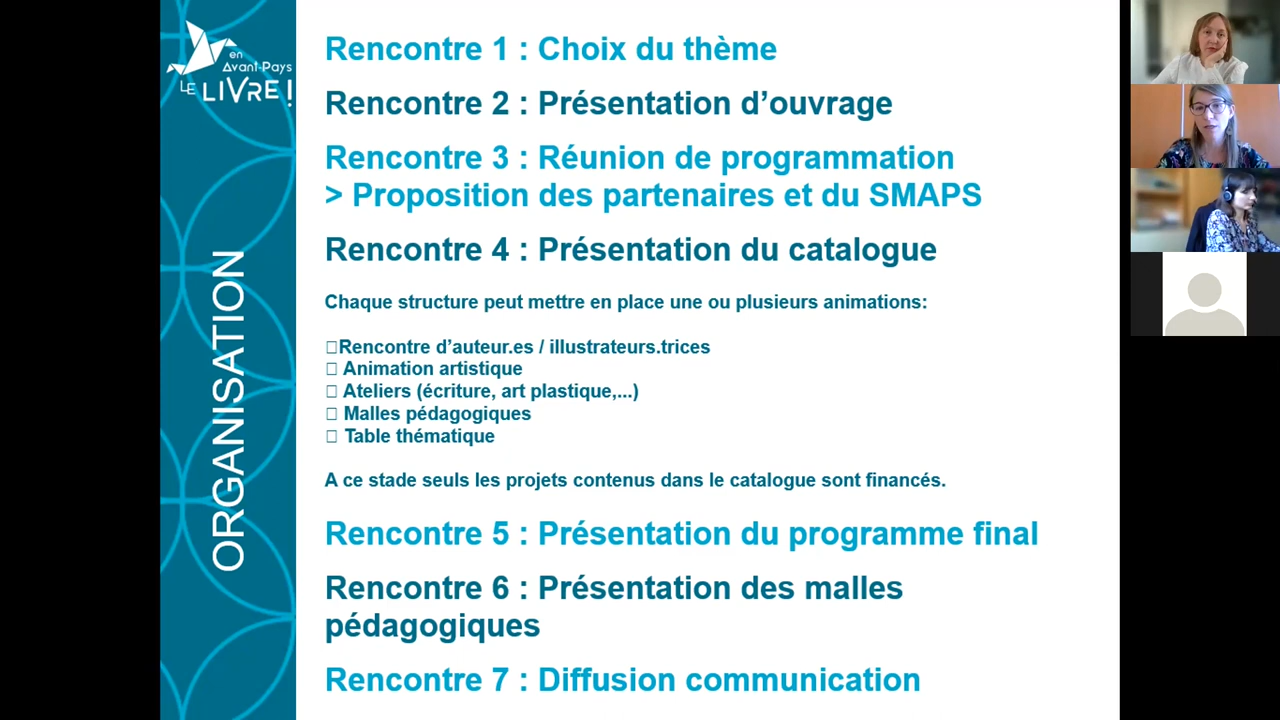 en
Avant-Pays
LE LIVRE !
ORGANISATION
Rencontre 1 : Choix du thème
Rencontre 2 : Présentation d’ouvrage
Rencontre 3 : Réunion de programmation
> Proposition des partenaires et du SMAPS
Rencontre 4 : Présentation du catalogue
Chaque structure peut mettre en place une ou plusieurs animations:
Rencontre d’auteur.es / illustrateurs.trices
Animation artistique
Ateliers (écriture, art plastique,...)
Malles pédagogiques
Table thématique
A ce stade seuls les projets contenus dans le catalogue sont financés.
Rencontre 5 : Présentation du programme final
Rencontre 6 : Présentation des malles
pédagogiques
Rencontre 7 : Diffusion communication